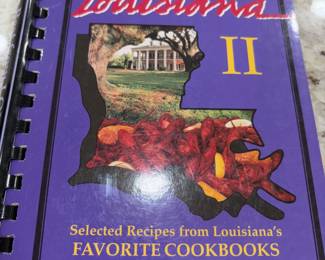 Louisiana
II
Selected Recipes from Louisiana's
FAVORITE COOKBOOKS